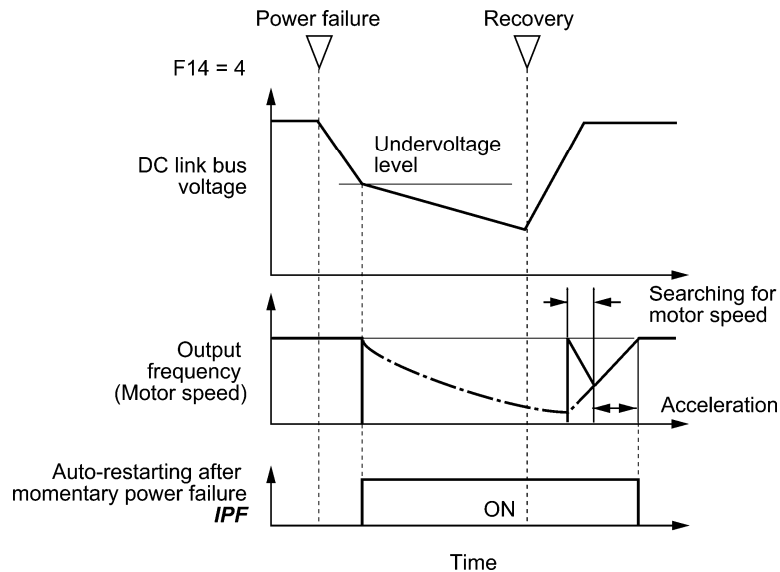 Power failure
Recovery
F14 = 4
Undervoltage
level
DC link bus
voltage
Searching for
motor speed
Output
frequency
(Motor speed)
Acceleration
Auto-restarting after
momentary power failure
IPF
ON
Time